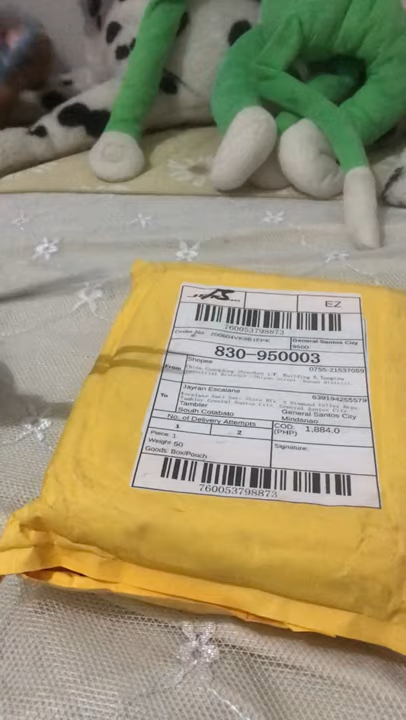 EZ
760053798873
Order No.
General Santos City
9500
830-950003
From
Shopee
0755-21537059
To
Jayran Escalana
639194255579
Tambler
General Santos City
South Cotabato
Mindanao
No. of Delivery Attempts
1 2
COD:
(PHP) 1,884.0
Piece: 1
Weight: 50
Signature:
Goods: Box/Pouch
760053798873